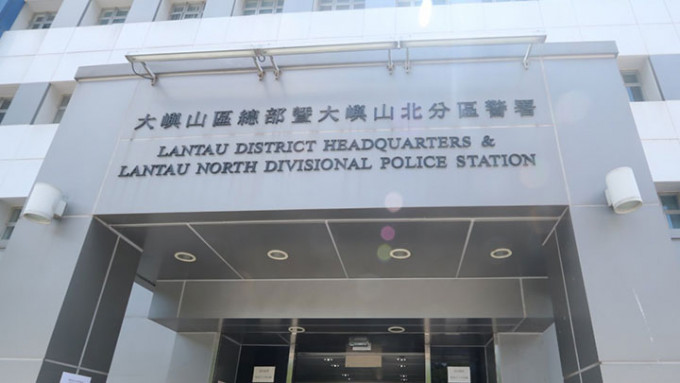 大嶼山區總部暨大嶼山北分區警署
LANTAU DISTRICT HEADQUARTERS &
LANTAU NORTH DIVISIONAL POLICE STATION